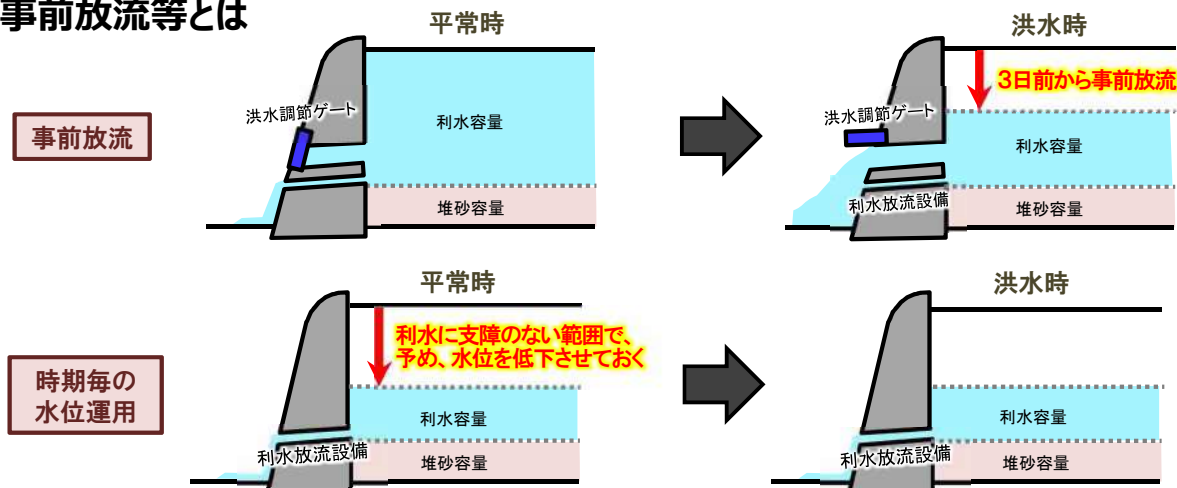 事前放流等とは
平常時
洪水時
事前放流
洪水調節ゲート
利水容量
堆砂容量
洪水調節ゲート
3日前から事前放流
利水容量
利水放流設備
堆砂容量
平常時
洪水時
時期毎の
水位運用
利水に支障のない範囲で、
予め、水位を低下させておく
利水容量
利水放流設備
堆砂容量
利水容量
利水放流設備
堆砂容量